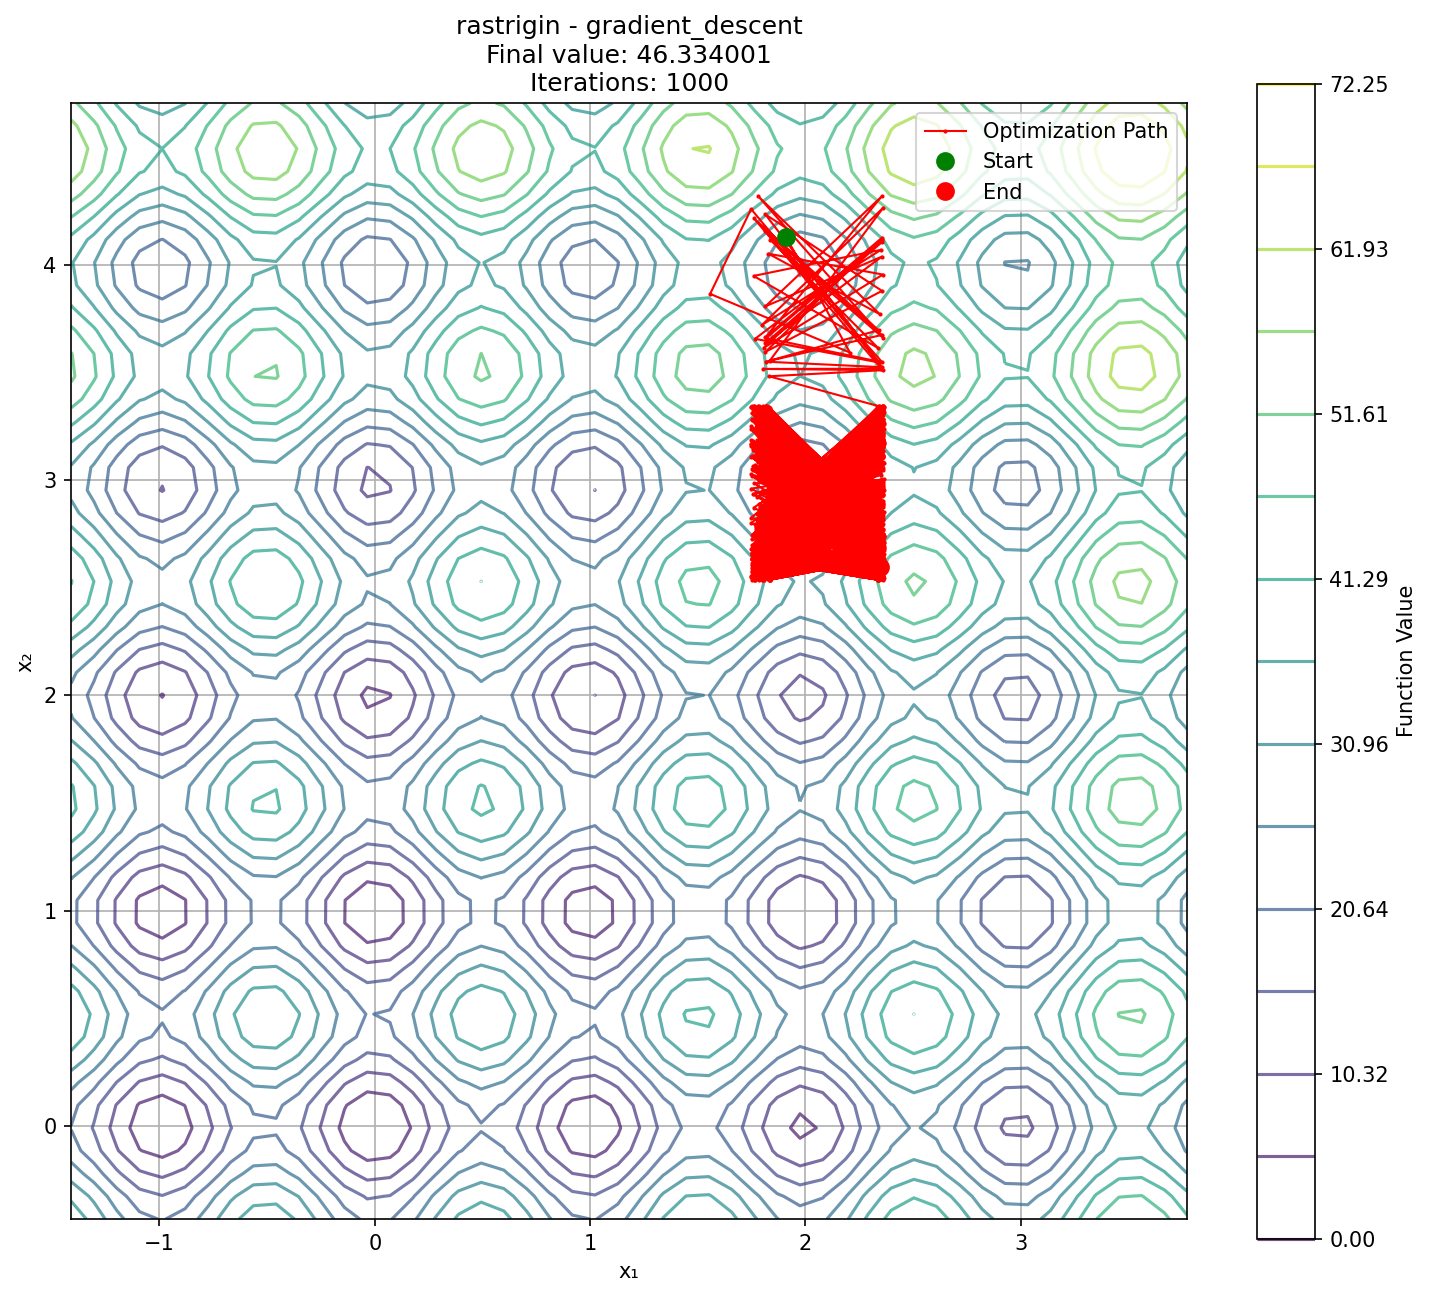 rastrigin - gradient_descent
Final value: 46.334001
Iterations: 1000
Optimization Path
Start
End
4
3
2
1
0
−1
0
1
2
3
x₁
x₂
72.25
61.93
51.61
41.29
30.96
20.64
10.32
0.00
Function Value